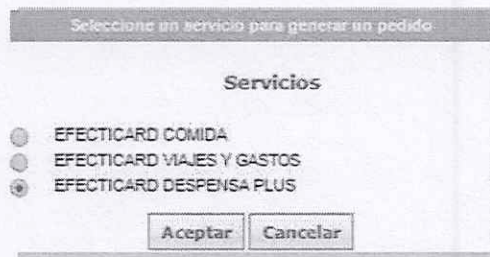 Seleccione un servicio para generar un pedido
Servicios
EFECTICARD COMIDA
EFECTICARD VIAJES Y GASTOS
EFECTICARD DESPENSA PLUS
Aceptar Cancelar